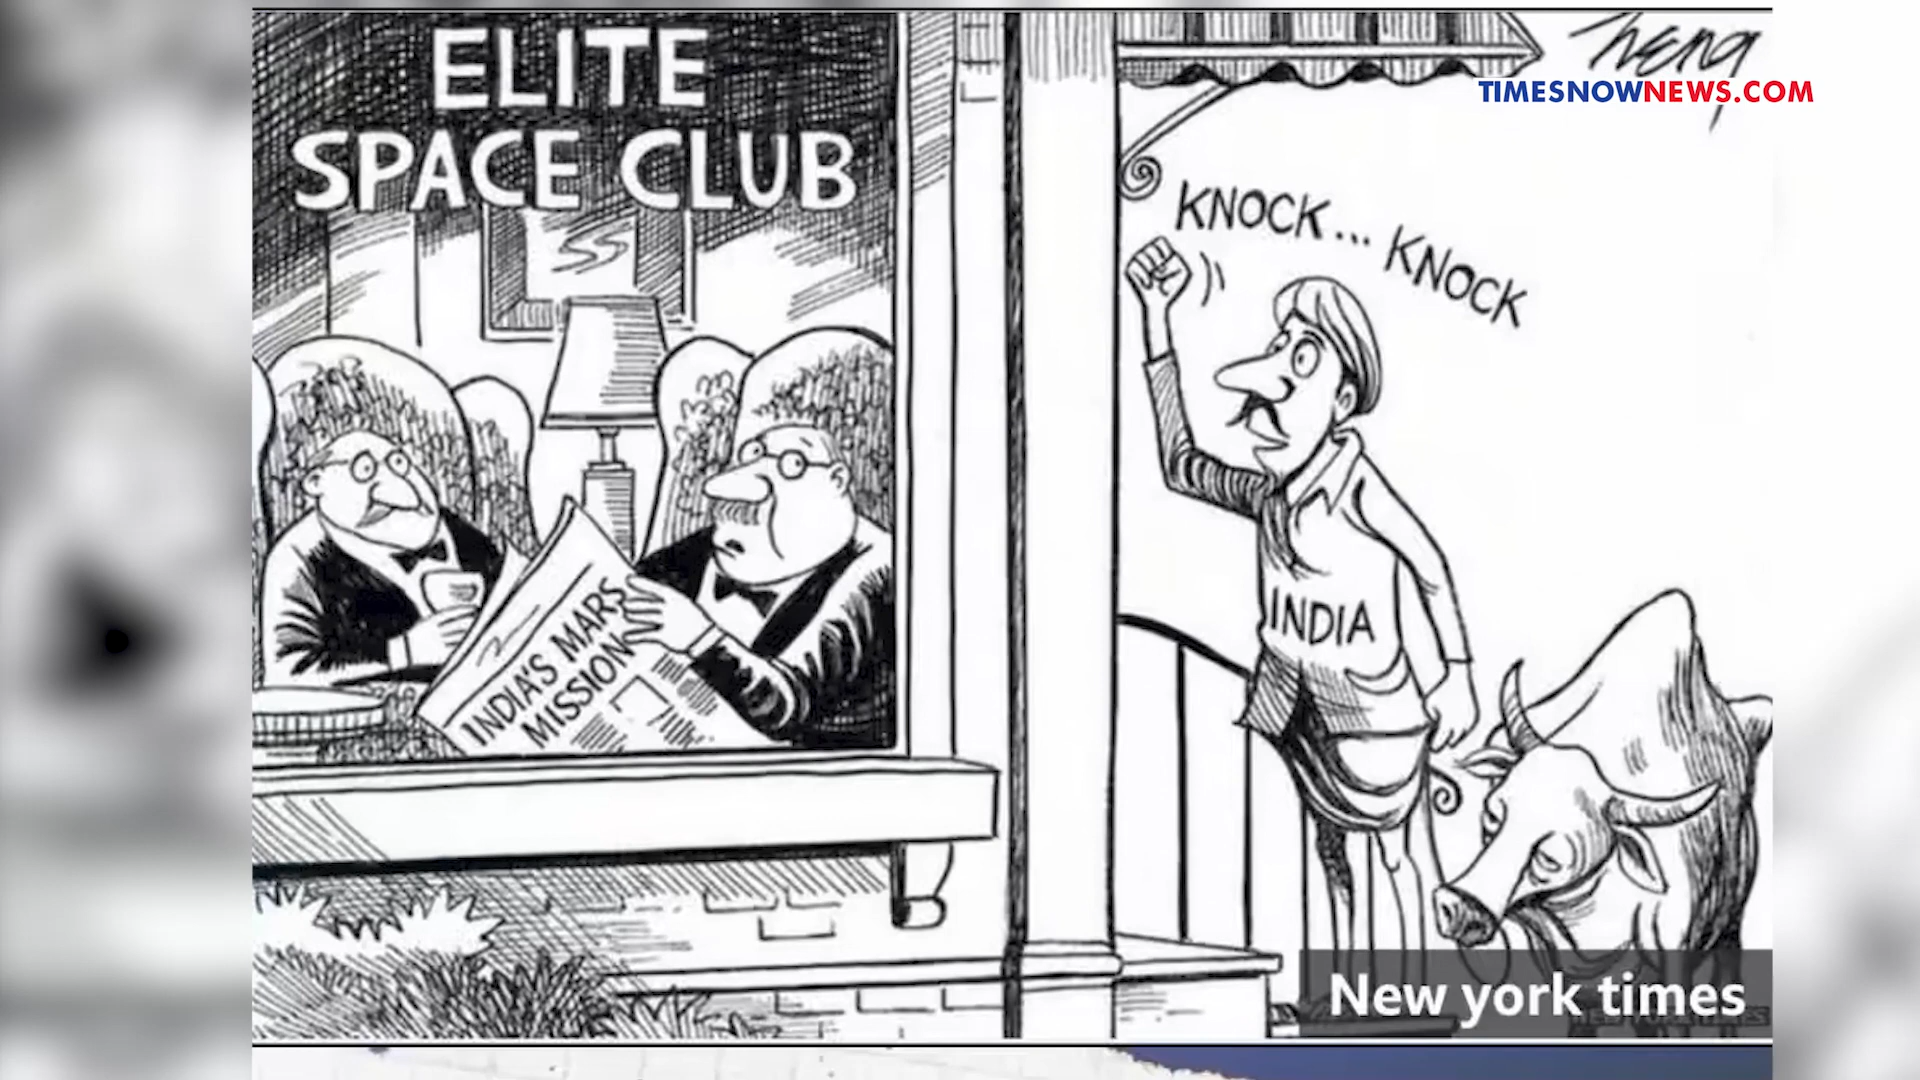 ELITE
SPACE CLUB
Heng
TIMESNOWNEWS.COM
KNOCK... KNOCK
INDIA'S MARS
MISSION
INDIA
New york times